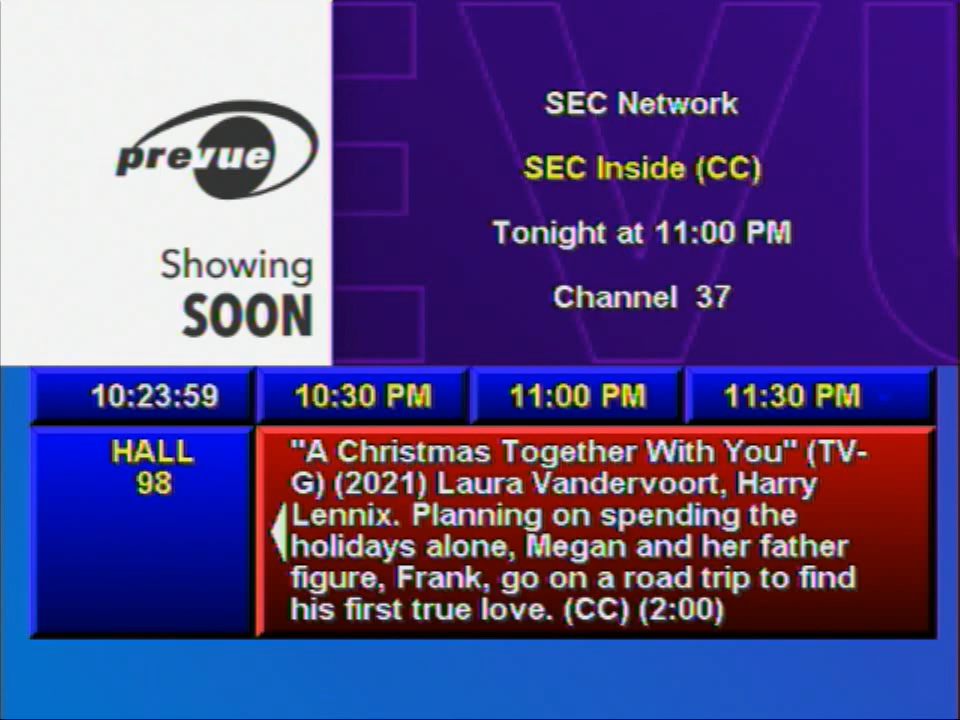 prevue
Showing
SOON
SEC Network
SEC Inside (CC)
Tonight at 11:00 PM
Channel 37
10:23:59
10:30 PM
11:00 PM
11:30 PM
HALL
98
"A Christmas Together With You" (TV-
G) (2021) Laura Vandervoort, Harry
Lennix. Planning on spending the
holidays alone, Megan and her father
figure, Frank, go on a road trip to find
his first true love. (CC) (2:00)